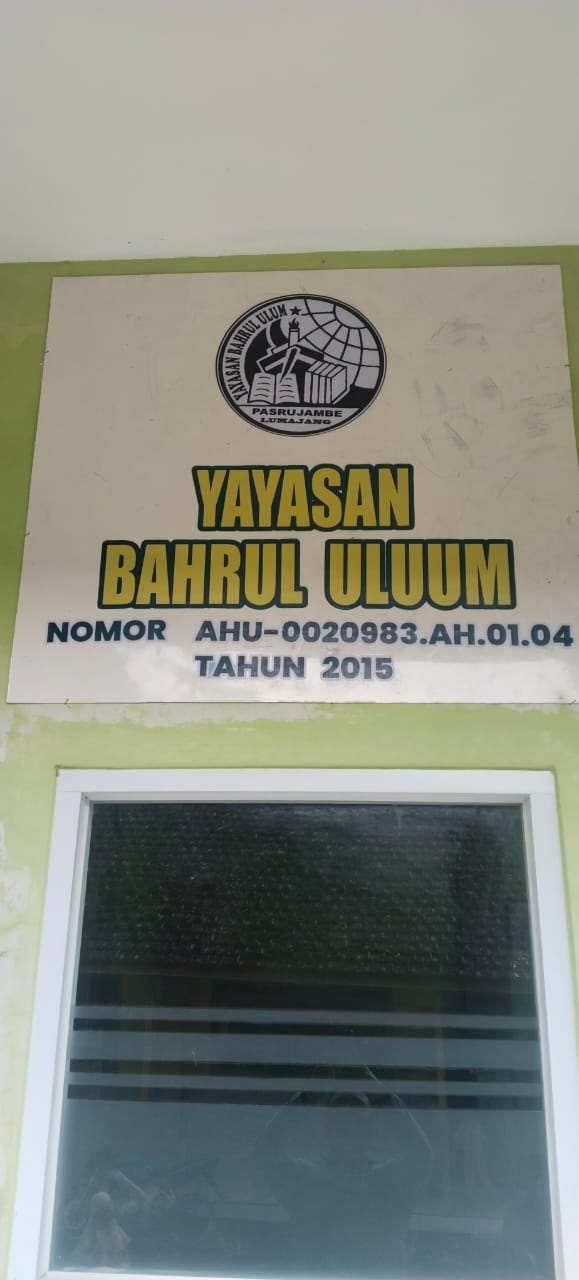 YAYASAN BAHRUL ULUM
PASRUJAMBE
LUMAJANG
YAYASAN
BAHRUL ULUUM
NOMOR AHU-0020983.AH.01.04
TAHUN 2015